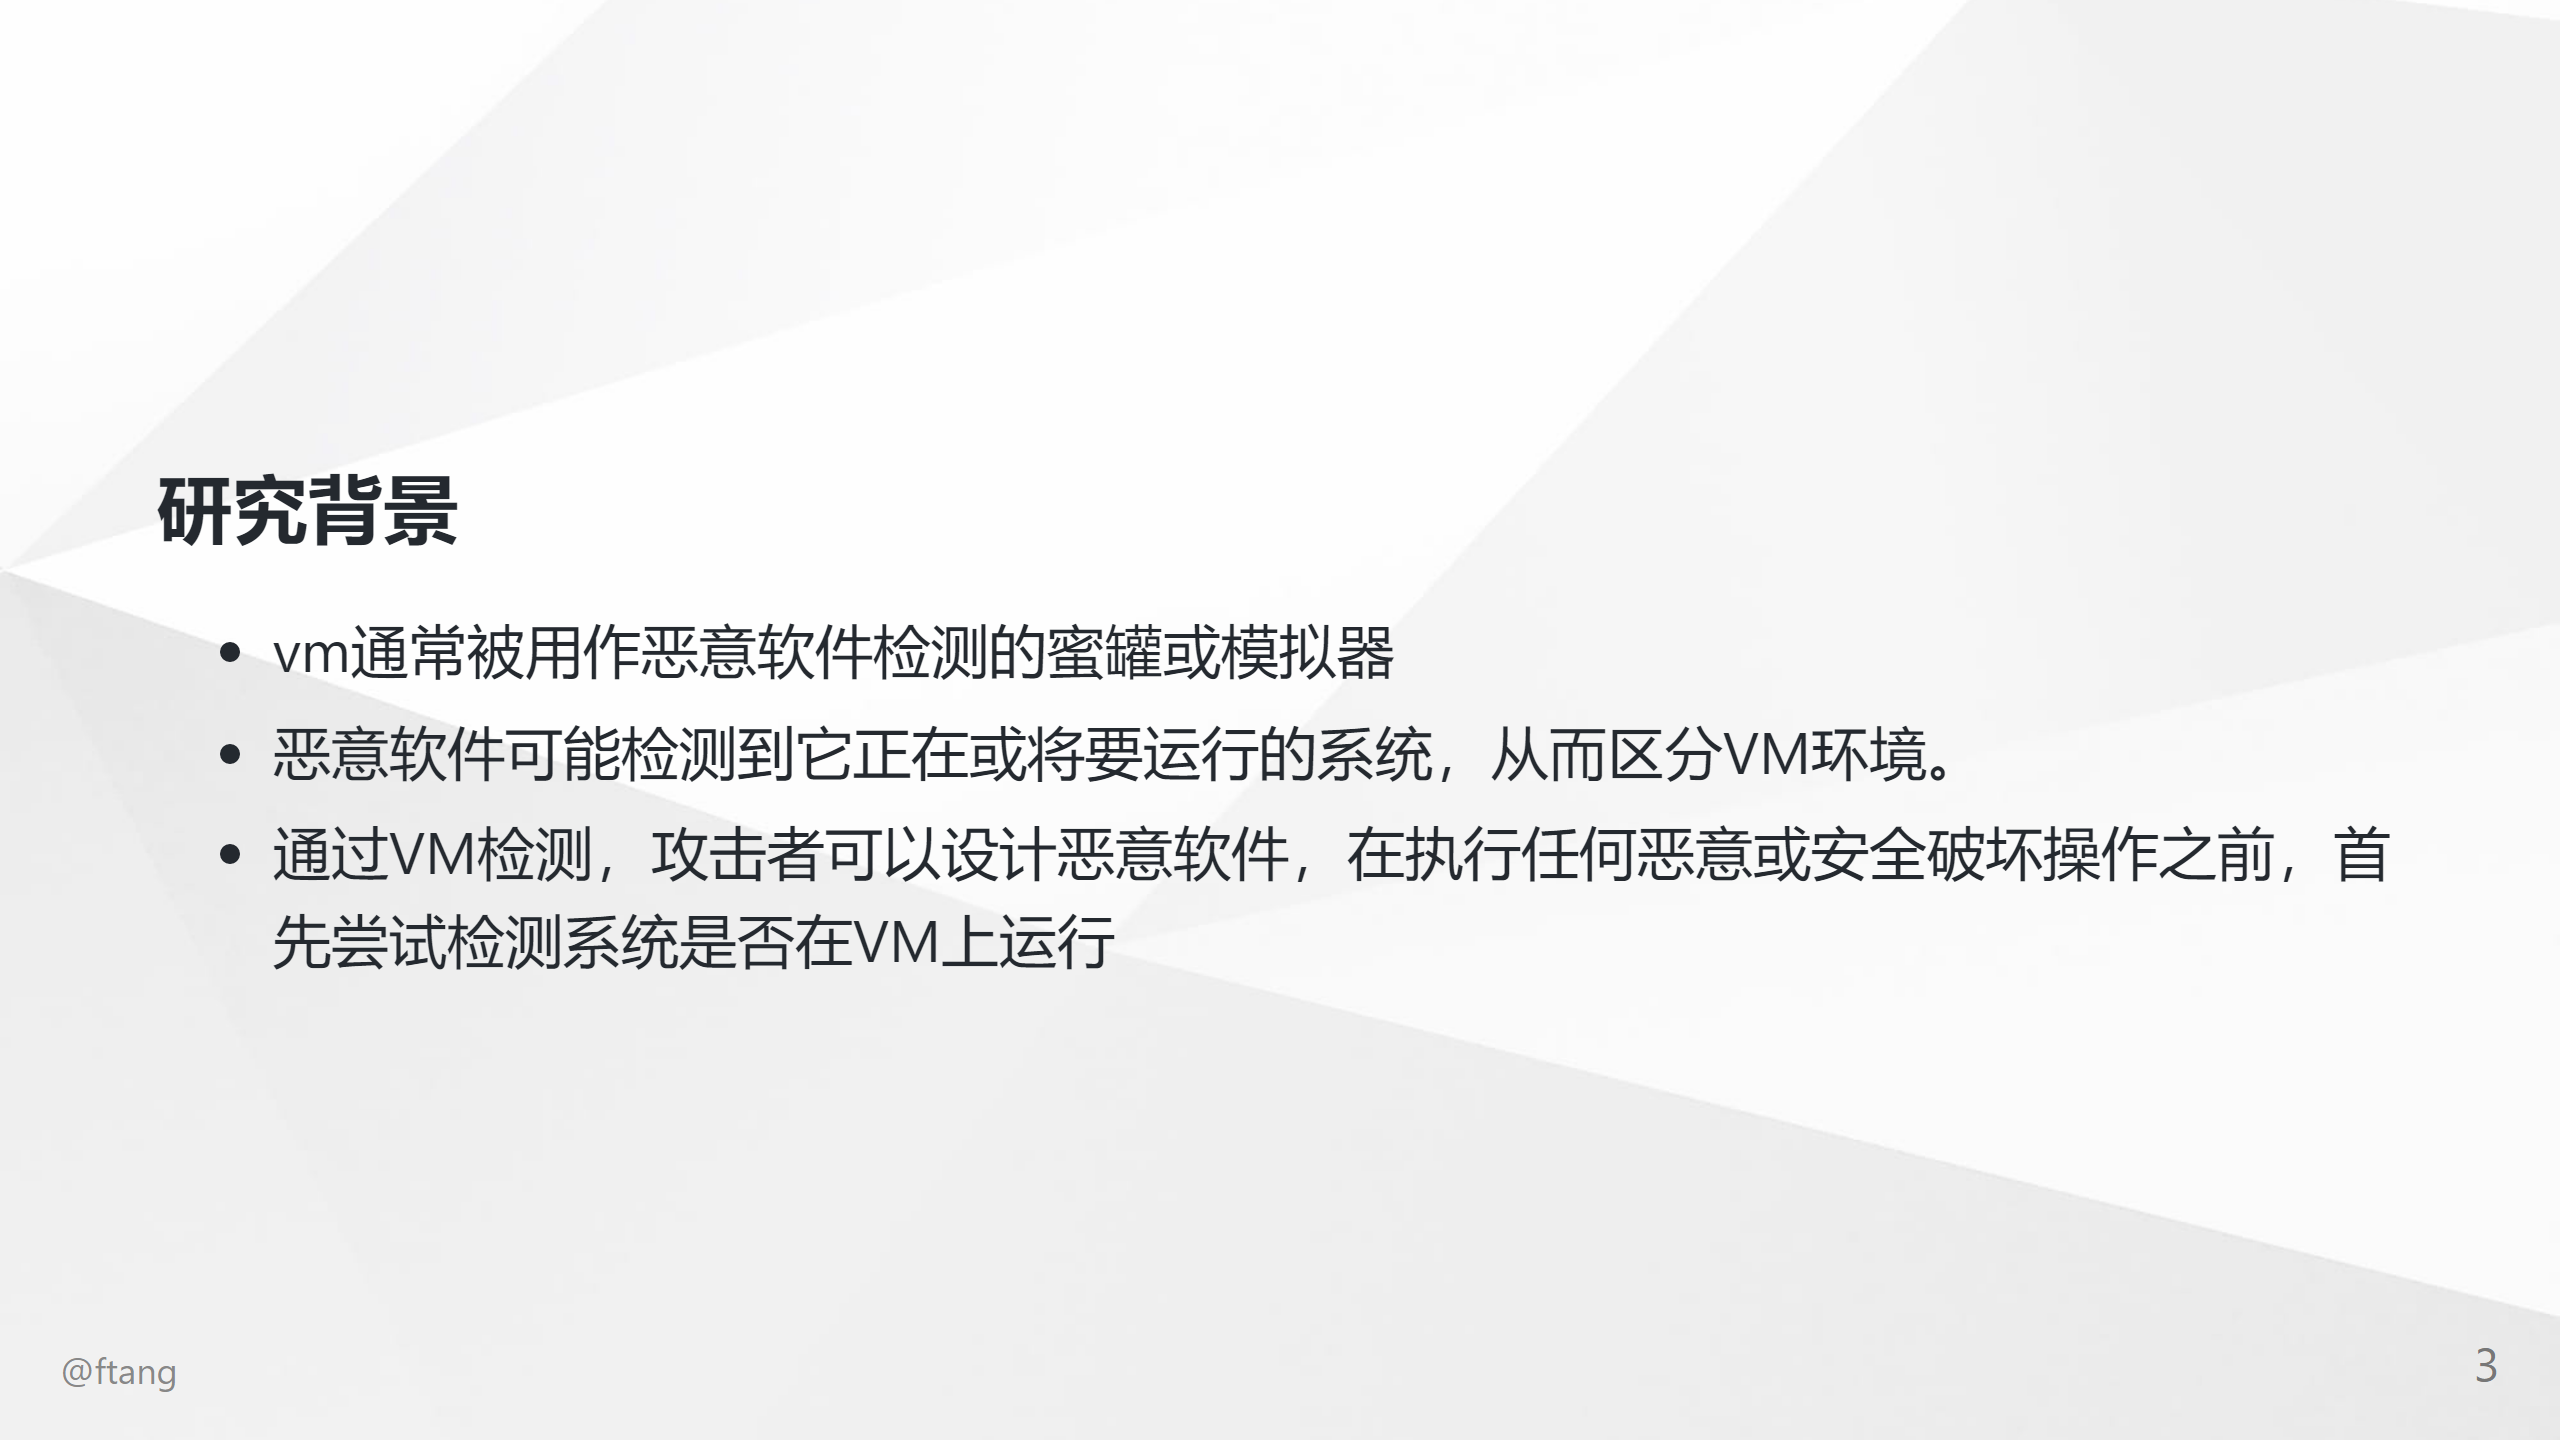 研究背景
• vm通常被用作恶意软件检测的蜜罐或模拟器
• 恶意软件可能检测到它正在或将要运行的系统，从而区分VM环境。
• 通过VM检测，攻击者可以设计恶意软件，在执行任何恶意或安全破坏操作之前，首
先尝试检测系统是否在VM上运行
@ftang
3